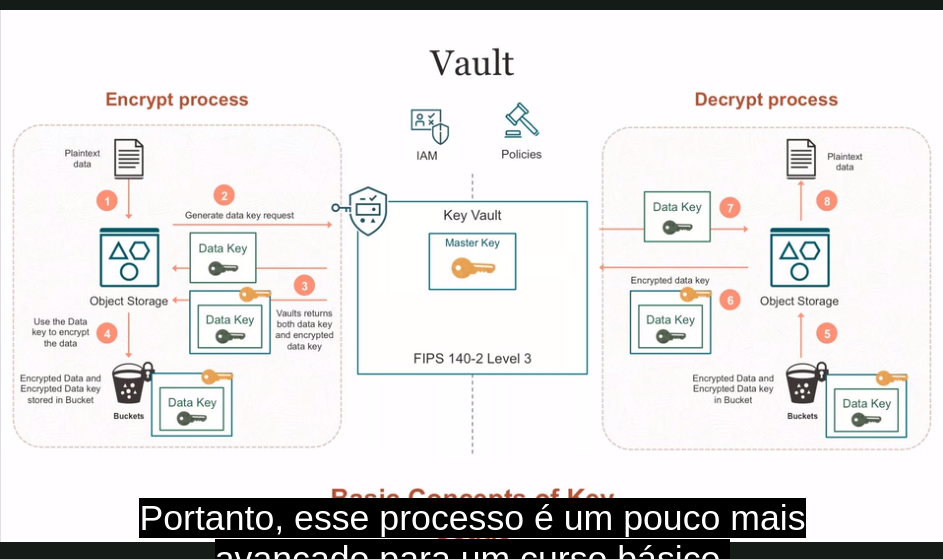 Vault
Encrypt process
Decrypt process
IAM
Policies
Plaintext
data
1
2
Generate data key request
Data Key
3
Data Key
Vaults returns
both data key
and encrypted
data key
Object Storage
Use the Data
key to encrypt
the data
4
Encrypted Data and
Encrypted Data key
stored in Bucket
Buckets
Data Key
Key Vault
Master Key
FIPS 140-2 Level 3
Plaintext
data
8
Data Key
7
Encrypted data key
6
Data Key
Object Storage
5
Encrypted Data and
Encrypted Data key
in Bucket
Buckets
Data Key
Basic Concepts of Key
Portanto, esse processo é um pouco mais
avançado para um curso básico